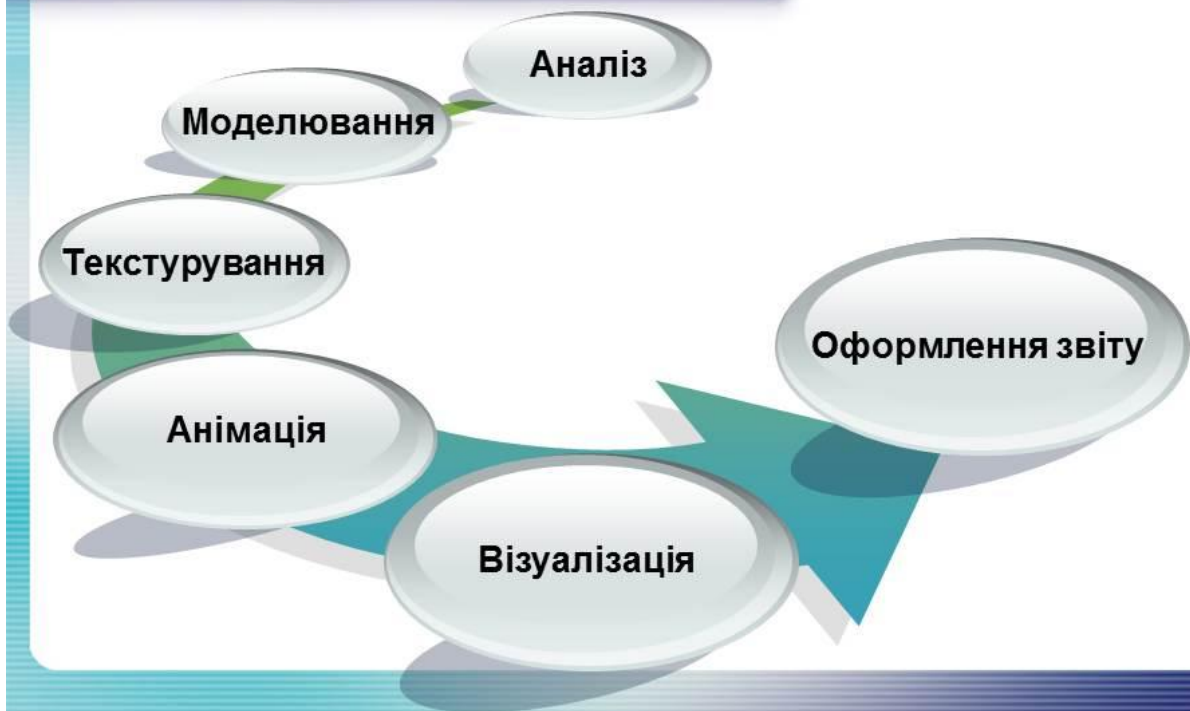 Аналіз
Моделювання
Текстурування
Анімація
Візуалізація
Оформлення звіту